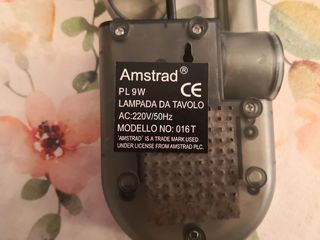 Amstrad®
PL 9W
LAMPADA DA TAVOLO
AC:220V/50Hz
MODELLO NO: 016T
"AMSTRAD" IS A TRADE MARK USED
UNDER LICENSE FROM AMSTRAD PLC.
CE